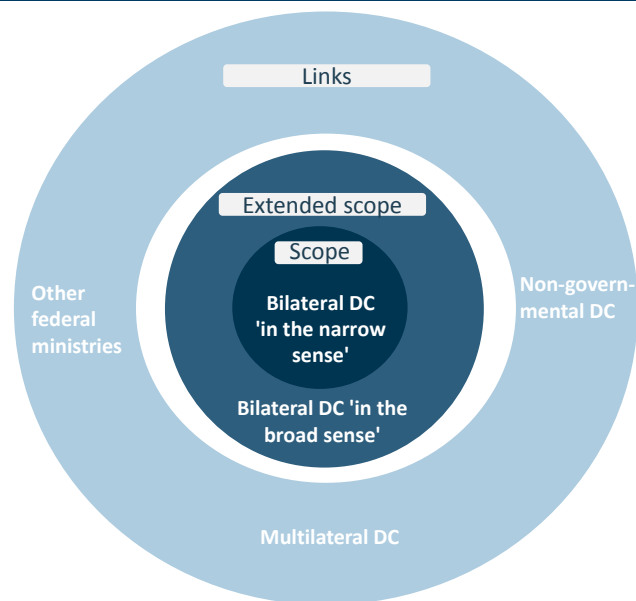 Links
Extended scope
Scope
Bilateral DC
'in the narrow
sense'
Other
federal
ministries
Non-govern-
mental DC
Bilateral DC 'in the
broad sense'
Multilateral DC